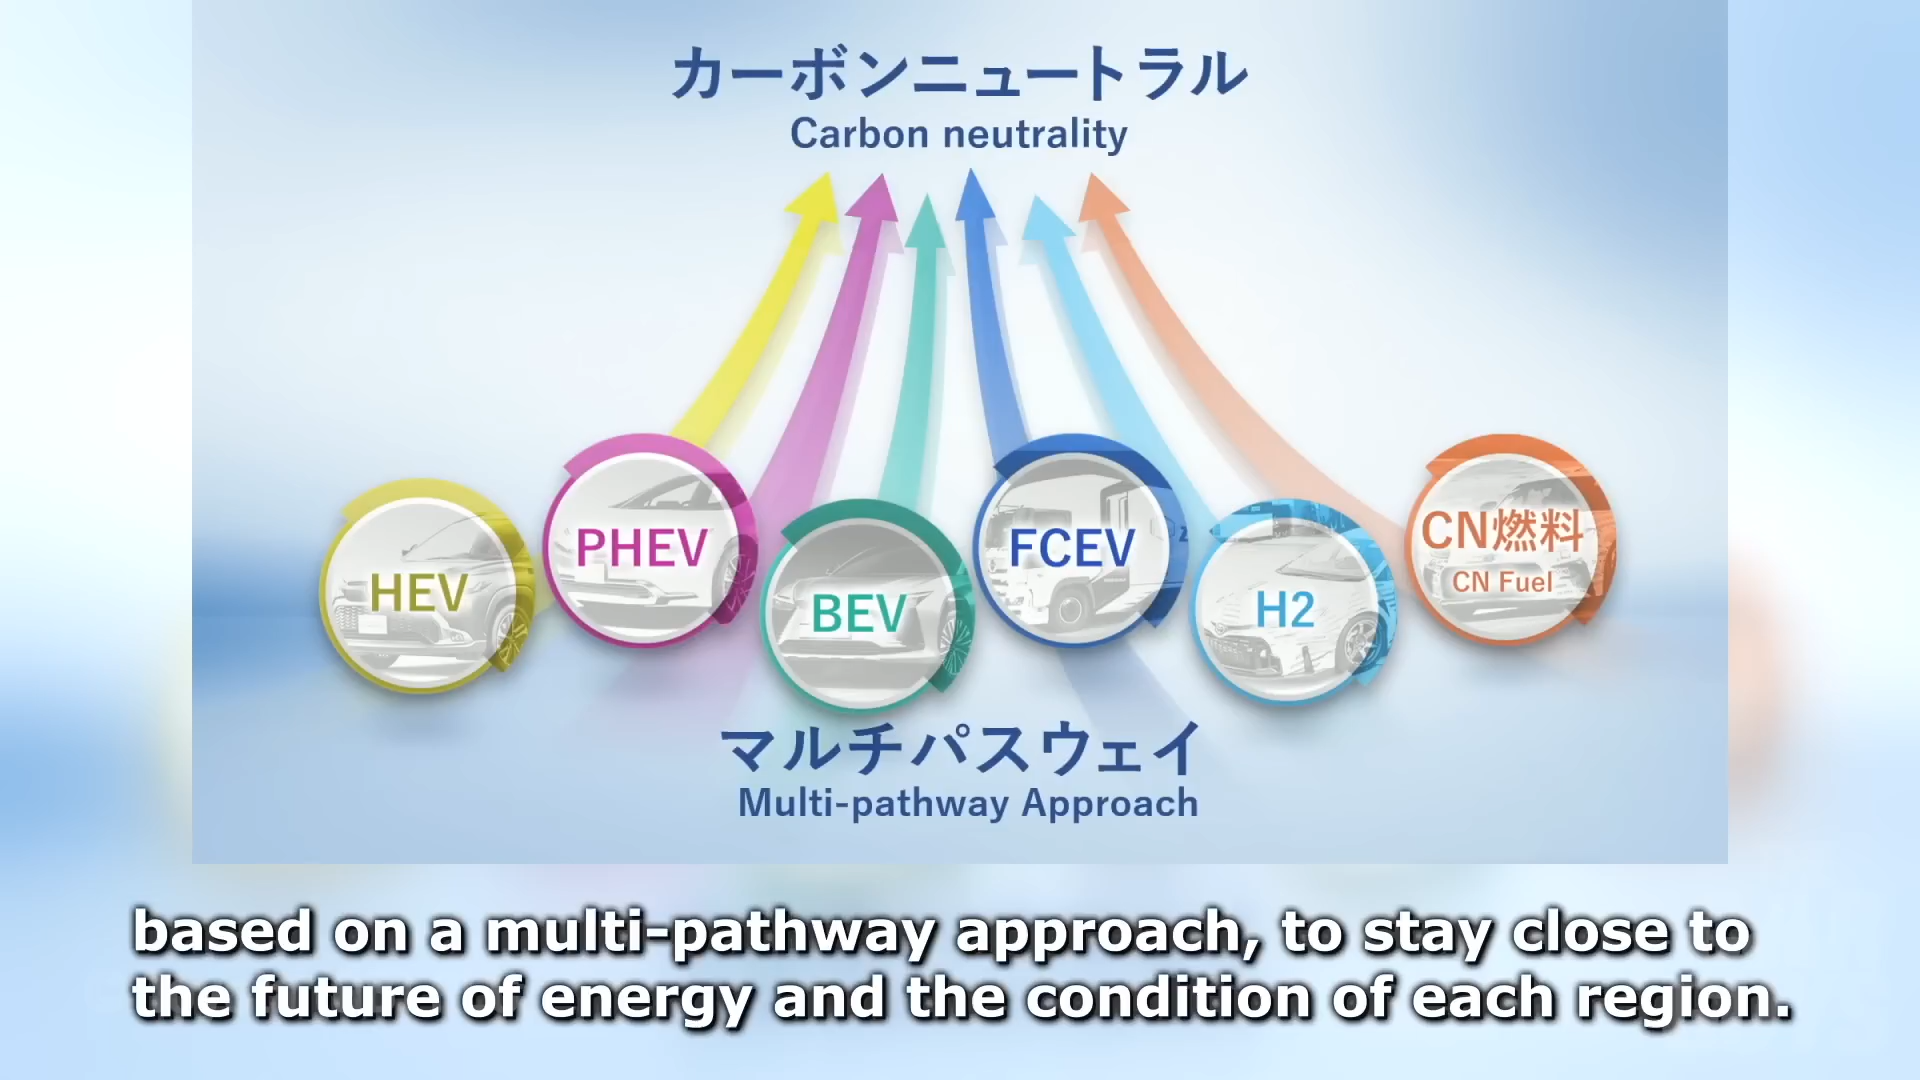 カーボンニュートラル
Carbon neutrality
HEV
PHEV
BEV
FCEV
H2
CN燃料
CN Fuel
マルチパスウェイ
Multi-pathway Approach
based on a multi-pathway approach, to stay close to
the future of energy and the condition of each region.